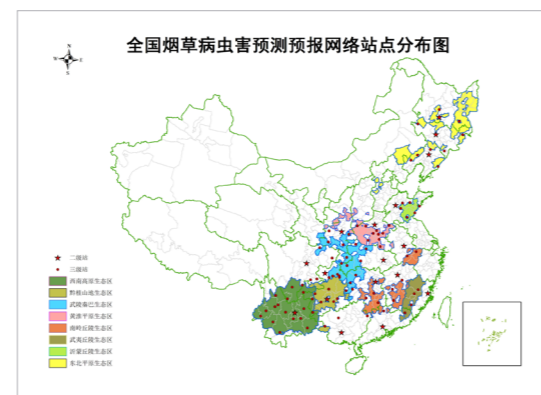 全国烟草病虫害预测预报网络站点分布图
N
W
E
S
二级站
三级站
西南高原生态区
黔桂山地生态区
武陵秦巴生态区
黄淮平原生态区
南岭丘陵生态区
武夷丘陵生态区
沂蒙丘陵生态区
东北平原生态区